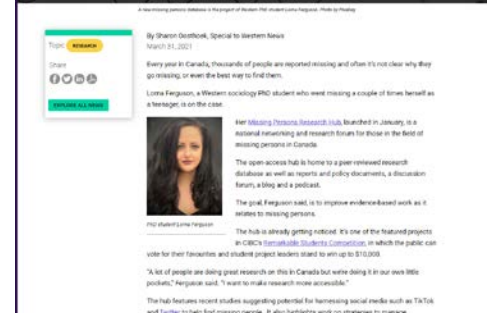 A new missing persons database is the project of Western PhD student Lorna Ferguson. Photo by Pixabay
Topic: RESEARCH
Share
EXPLORE ALL NEWS
By Sharon Oosthoek, Special to Western News
March 31, 2021
Every year in Canada, thousands of people are reported missing and often it's not clear why they
go missing, or even the best way to find them.
Lorna Ferguson, a Western sociology PhD student who went missing a couple of times herself as
a teenager, is on the case.
PhD student Lorna Ferguson
Her Missing Persons Research Hub, launched in January, is a
national networking and research forum for those in the field of
missing persons in Canada.
The open-access hub is home to a peer-reviewed research
database as well as reports and policy documents, a discussion
forum, a blog and a podcast.
The goal, Ferguson said, is to improve evidence-based work as it
relates to missing persons.
The hub is already getting noticed. It's one of the featured projects
in CIBC's Remarkable Students Competition, in which the public can
vote for their favourites and student project leaders stand to win up to $10,000.
"A lot of people are doing great research on this in Canada but we're doing it in our own little
pockets," Ferguson said. "I want to make research more accessible."
The hub features recent studies suggesting potential for harnessing social media such as TikTok
and Twitter to help find missing people. It also highlights work on strategies to manage